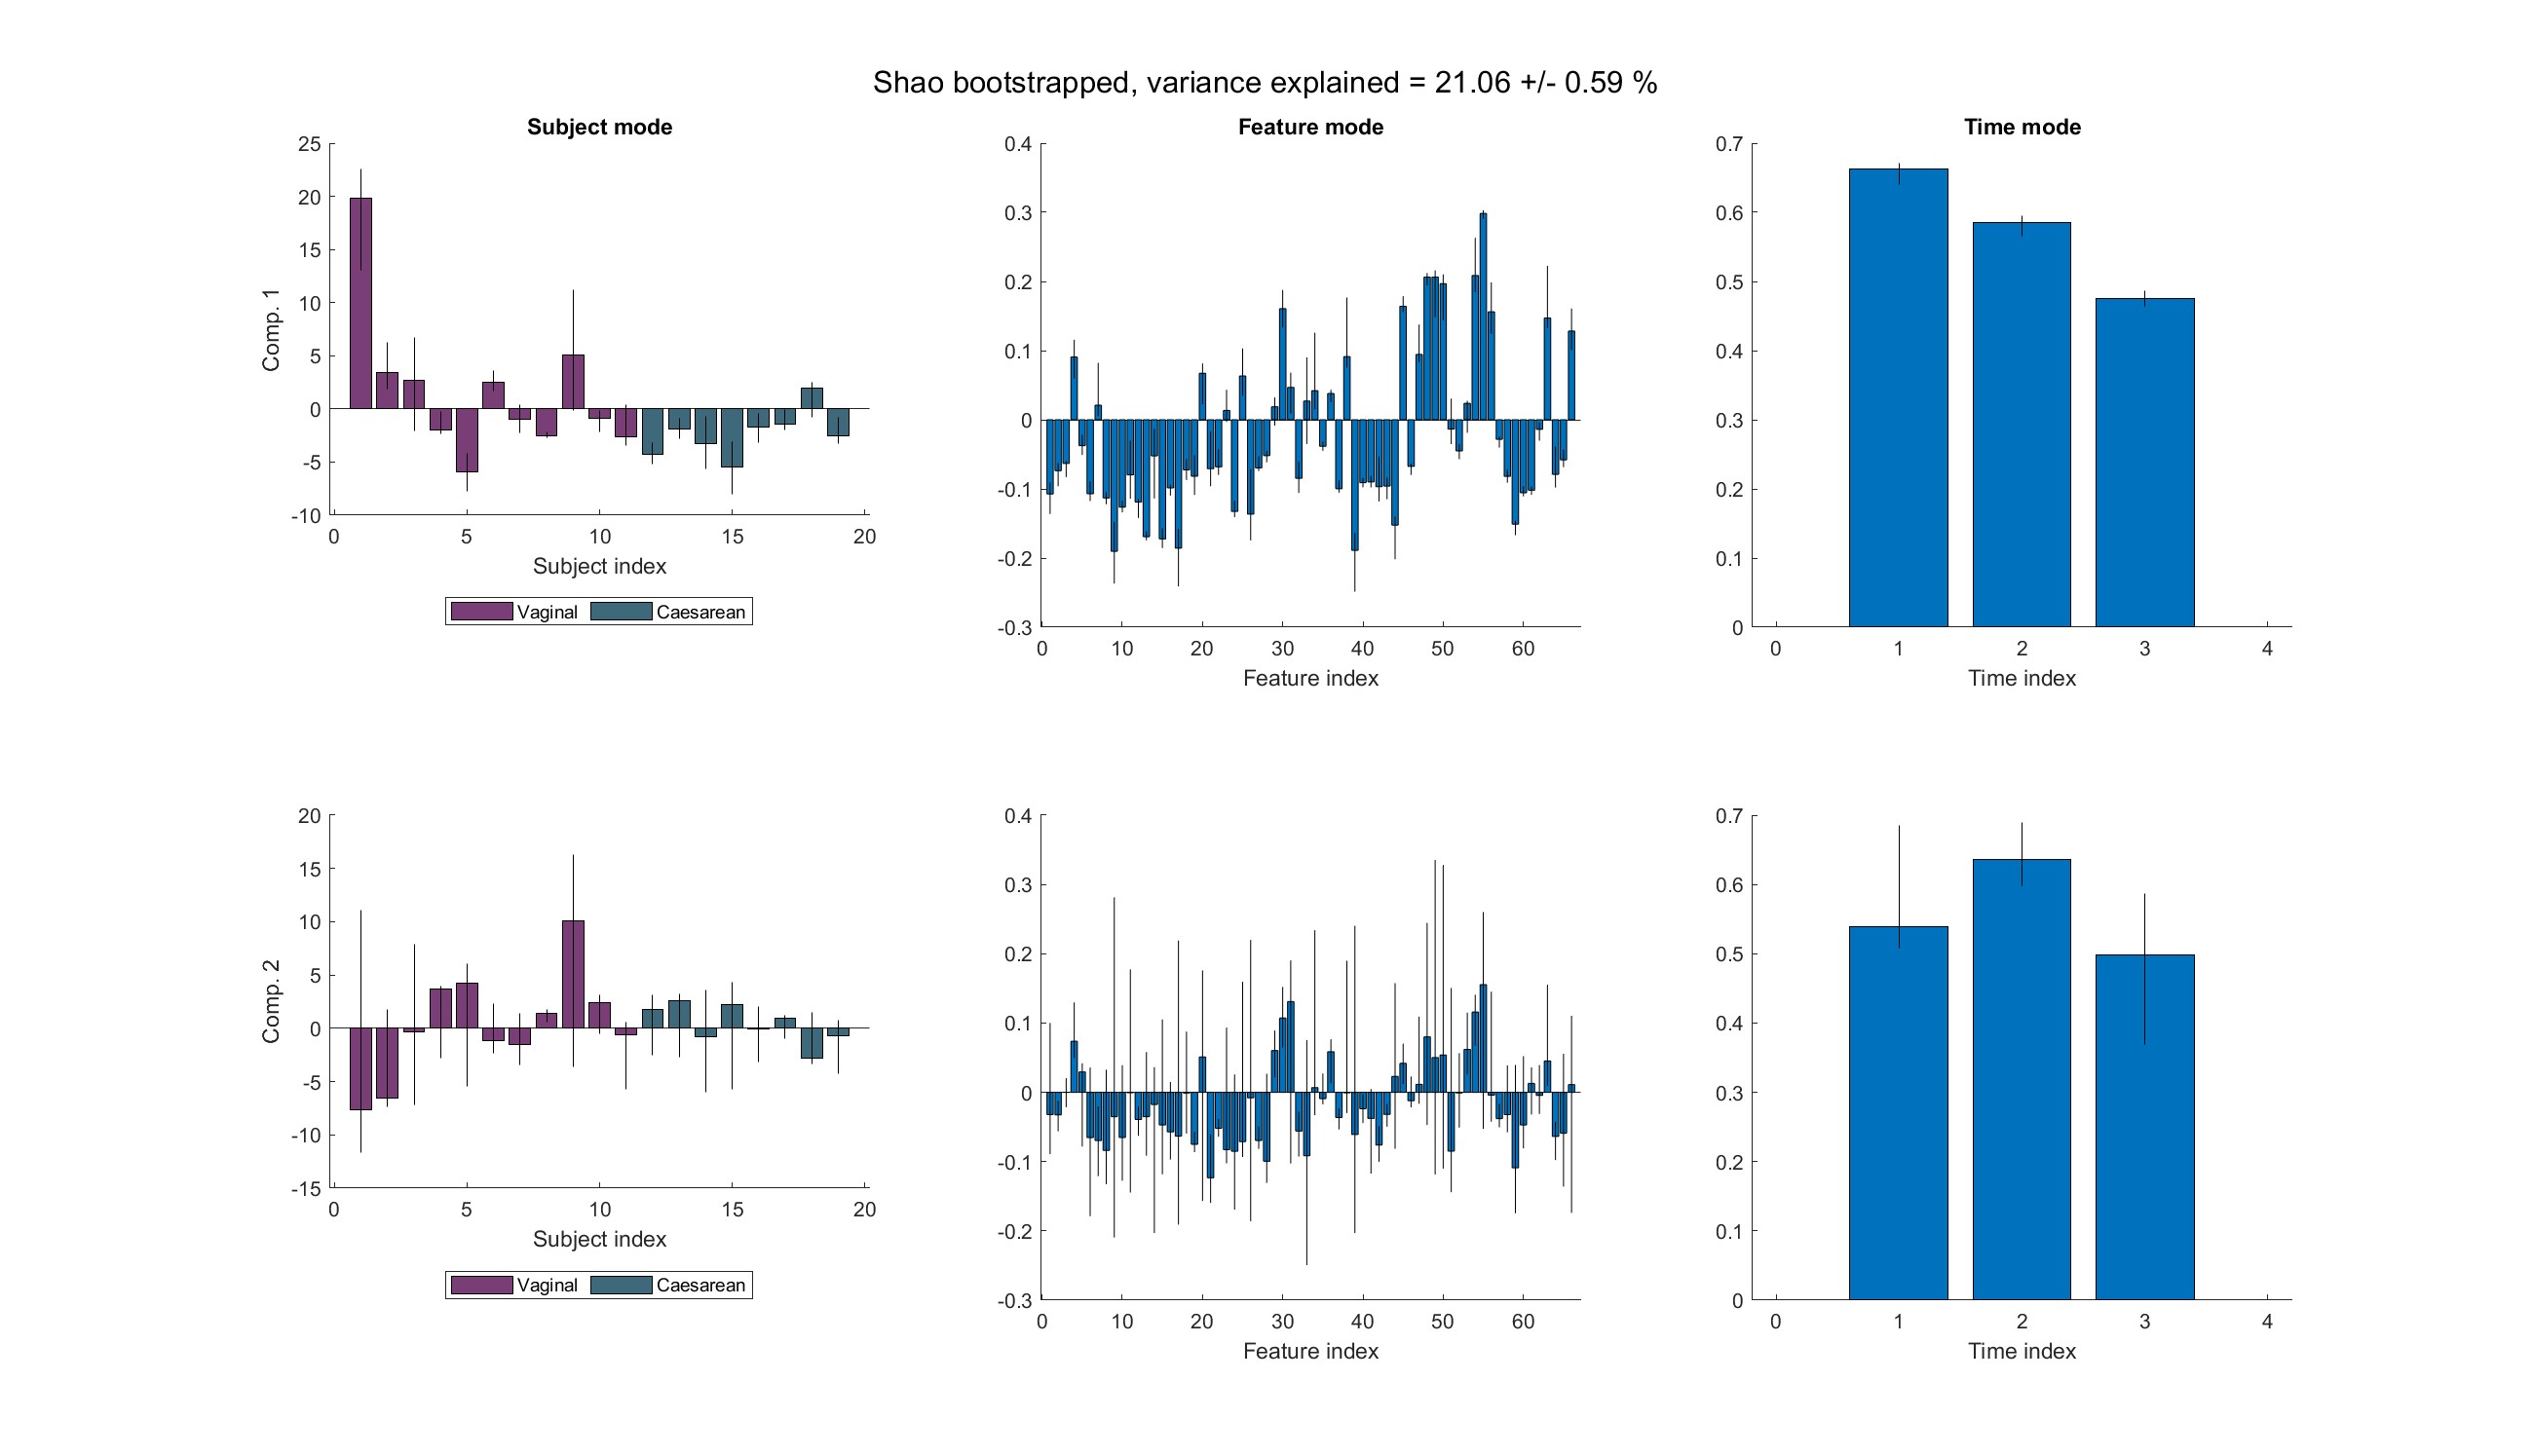 Shao bootstrapped, variance explained = 21.06 +/- 0.59 %
Subject mode
25
20
15
10
5
0
-5
-10
Comp. 1
0 5 10 15 20
Subject index
Vaginal Caesarean
Feature mode
0.4
0.3
0.2
0.1
0
-0.1
-0.2
-0.3
0 10 20 30 40 50 60
Feature index
Time mode
0.7
0.6
0.5
0.4
0.3
0.2
0.1
0
0 1 2 3 4
Time index
20
15
10
5
0
-5
-10
-15
Comp. 2
0 5 10 15 20
Subject index
Vaginal Caesarean
0.4
0.3
0.2
0.1
0
-0.1
-0.2
-0.3
0 10 20 30 40 50 60
Feature index
0.7
0.6
0.5
0.4
0.3
0.2
0.1
0
0 1 2 3 4
Time index